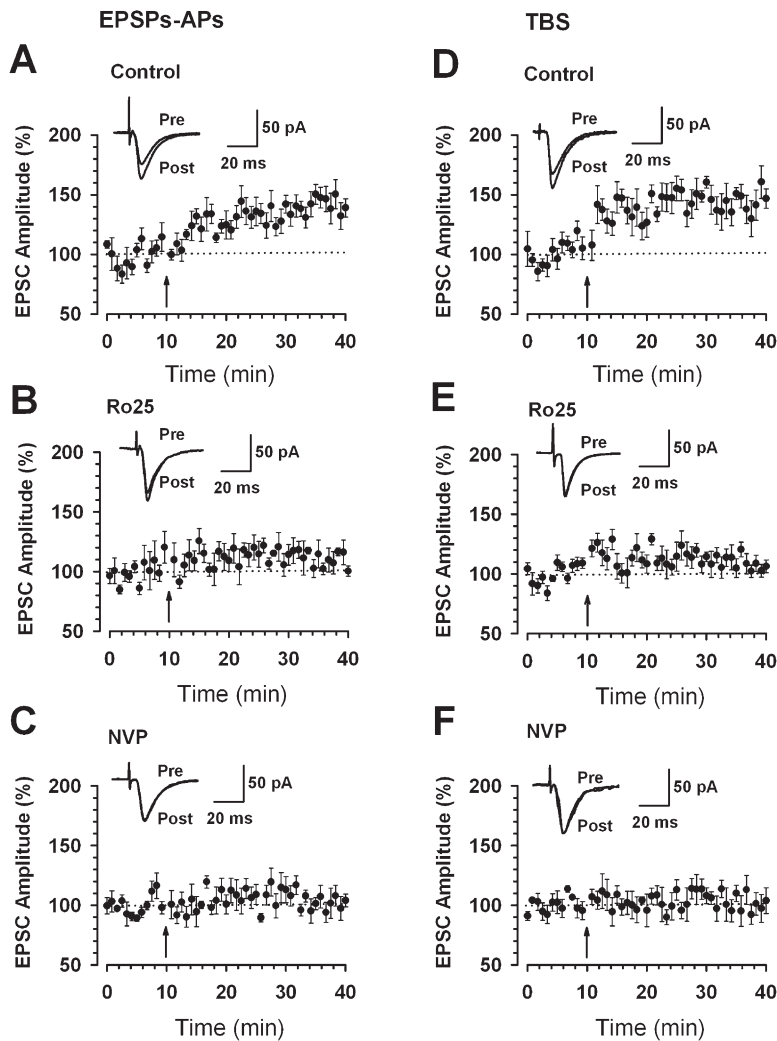 EPSPs-APs
TBS
A
Control
Pre
Post
50 pA
20 ms
EPSC Amplitude (%)
200
150
100
50
0 10 20 30 40
Time (min)
D
Control
Pre
Post
50 pA
20 ms
EPSC Amplitude (%)
200
150
100
50
0 10 20 30 40
Time (min)
B
Ro25
Pre
Post
50 pA
20 ms
EPSC Amplitude (%)
200
150
100
50
0 10 20 30 40
Time (min)
E
Ro25
Pre
Post
50 pA
20 ms
EPSC Amplitude (%)
200
150
100
50
0 10 20 30 40
Time (min)
C
NVP
Pre
Post
50 pA
20 ms
EPSC Amplitude (%)
200
150
100
50
0 10 20 30 40
Time (min)
F
NVP
Pre
Post
50 pA
20 ms
EPSC Amplitude (%)
200
150
100
50
0 10 20 30 40
Time (min)